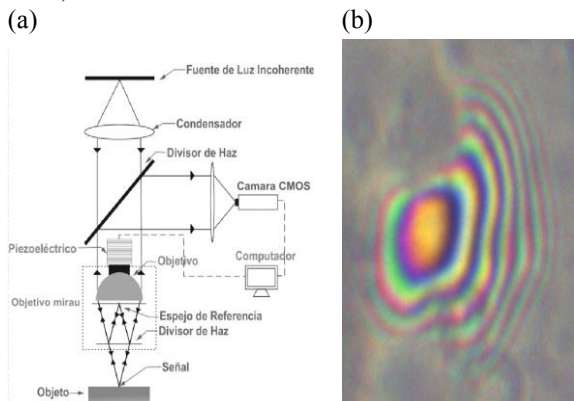 (a)
(b)
Fuente de Luz Incoherente
Condensador
Divisor de Haz
Camara CMOS
Piezoeléctrico
Objetivo
Computador
Objetivo mirau
Espejo de Referencia
Divisor de Haz
Señal
Objeto